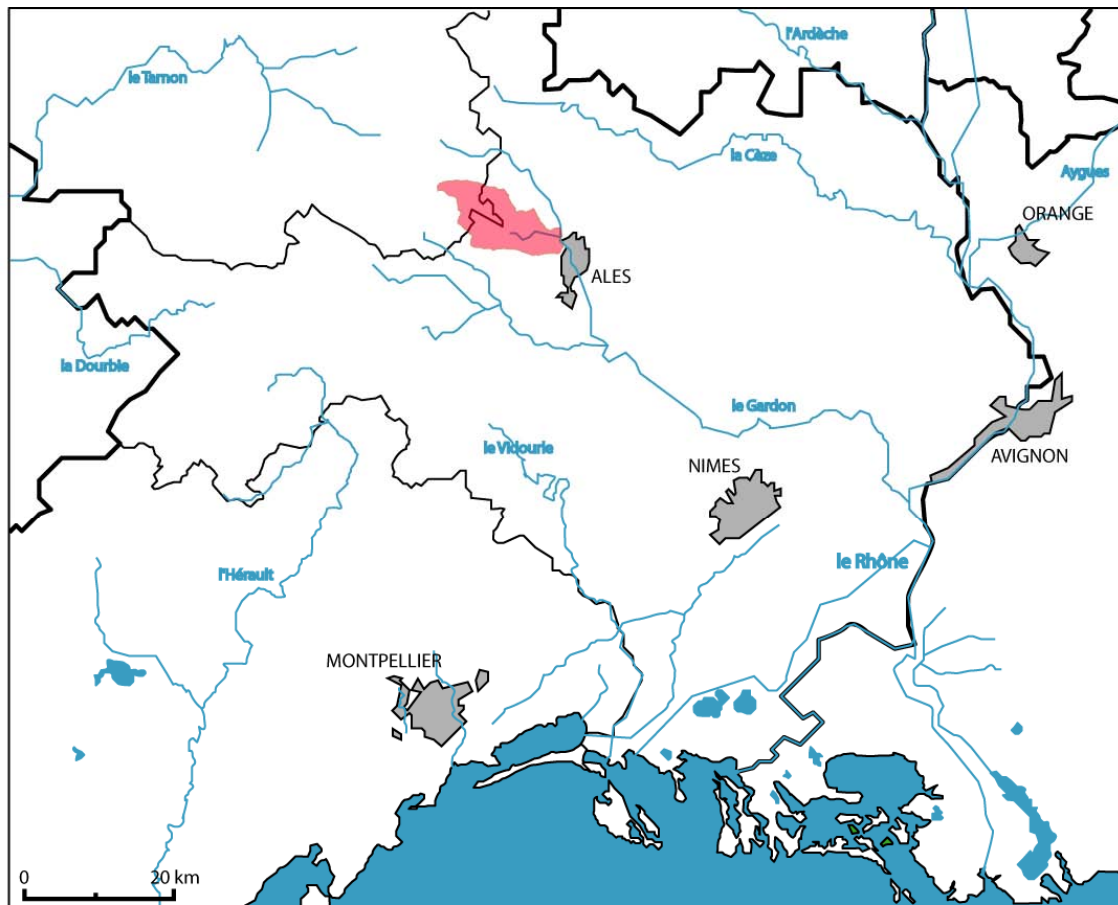 l'Ardèche
le Tarnon
la Cèze
Aygues
ORANGE
ALES
la Dourbie
le Gardon
le Vidourle
AVIGNON
NIMES
l'Hérault
le Rhône
MONTPELLIER
0 20 km